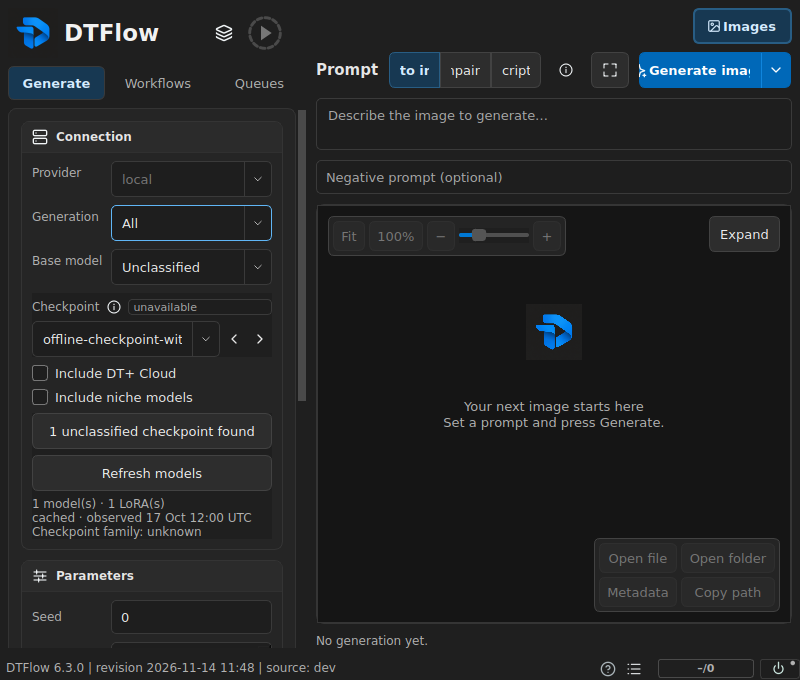 DTFlow
Images
Generate
Workflows
Queues
Prompt
to ir
npair
cript
Generate imag
Describe the image to generate…
Negative prompt (optional)
Connection
Provider
local
Generation
All
Base model
Unclassified
Checkpoint
unavailable
offline-checkpoint-wit
Include DT+ Cloud
Include niche models
1 unclassified checkpoint found
Refresh models
1 model(s) · 1 LoRA(s)
cached · observed 17 Oct 12:00 UTC
Checkpoint family: unknown
Parameters
Seed
0
Fit
100%
−
+
Expand
Your next image starts here
Set a prompt and press Generate.
Open file
Open folder
Metadata
Copy path
No generation yet.
DTFlow 6.3.0 | revision 2026-11-14 11:48 | source: dev
–/0